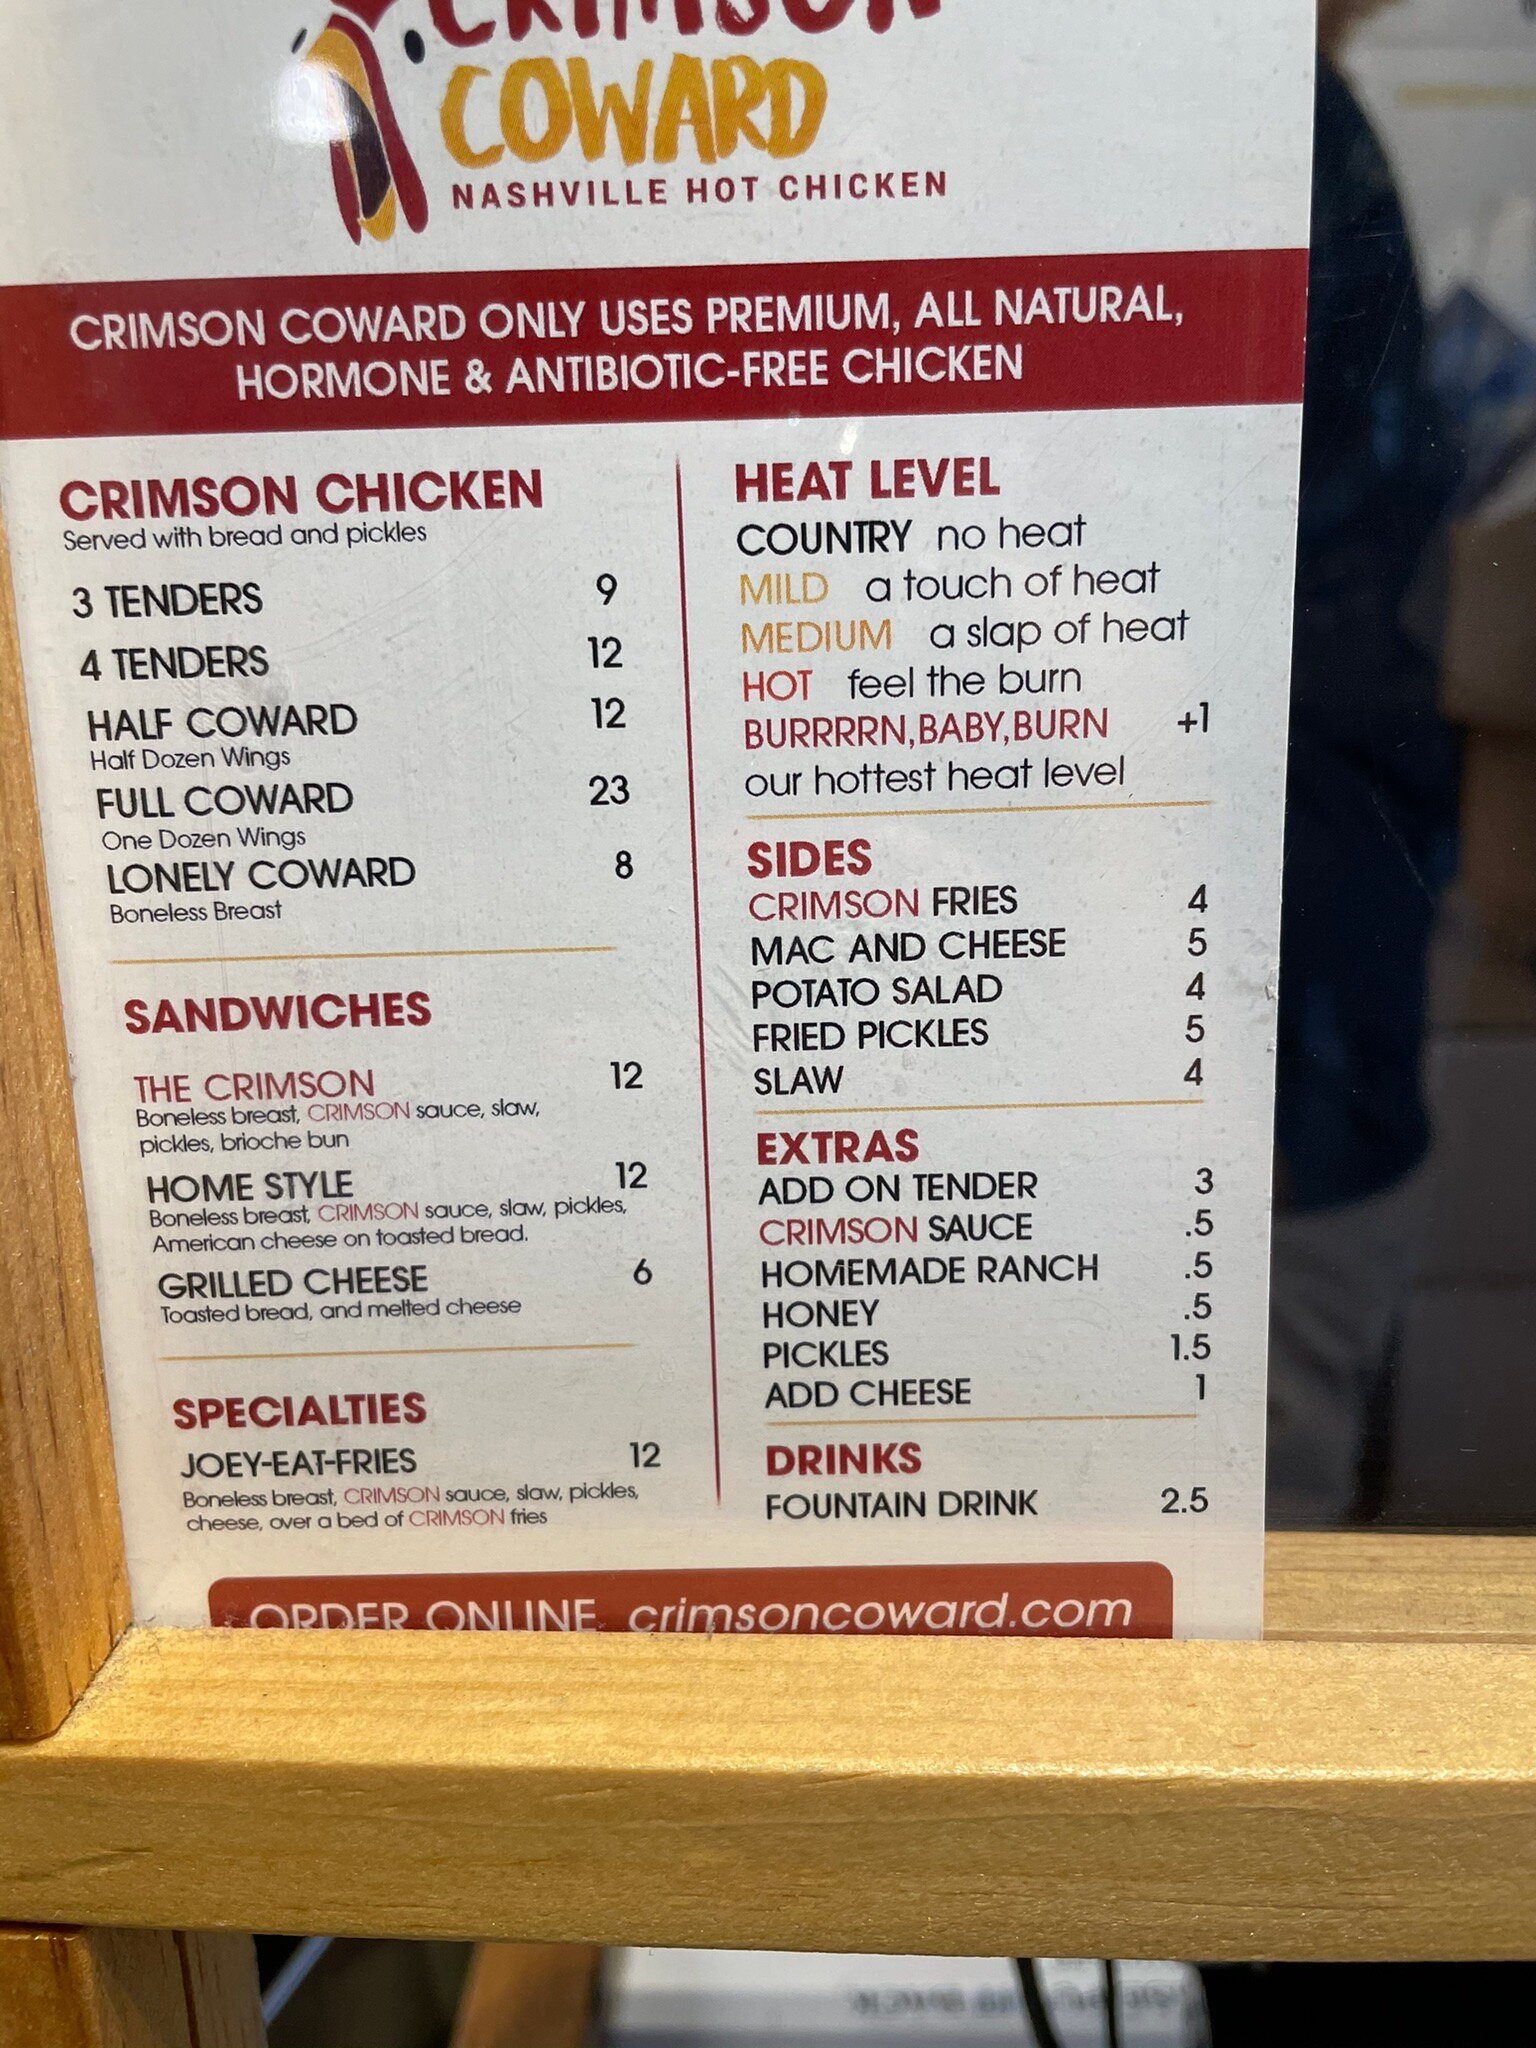 CRIMSON
COWARD
NASHVILLE HOT CHICKEN
CRIMSON COWARD ONLY USES PREMIUM, ALL NATURAL,
HORMONE & ANTIBIOTIC-FREE CHICKEN
CRIMSON CHICKEN
Served with bread and pickles
3 TENDERS 9
4 TENDERS 12
HALF COWARD 12
Half Dozen Wings
FULL COWARD 23
One Dozen Wings
LONELY COWARD 8
Boneless Breast
SANDWICHES
THE CRIMSON 12
Boneless breast, CRIMSON sauce, slaw,
pickles, brioche bun
HOME STYLE 12
Boneless breast, CRIMSON sauce, slaw, pickles,
American cheese on toasted bread.
GRILLED CHEESE 6
Toasted bread, and melted cheese
SPECIALTIES
JOEY-EAT-FRIES 12
Boneless breast, CRIMSON sauce, slaw, pickles,
cheese, over a bed of CRIMSON fries
HEAT LEVEL
COUNTRY no heat
MILD a touch of heat
MEDIUM a slap of heat
HOT feel the burn
BURRRRN,BABY,BURN +1
our hottest heat level
SIDES
CRIMSON FRIES 4
MAC AND CHEESE 5
POTATO SALAD 4
FRIED PICKLES 5
SLAW 4
EXTRAS
ADD ON TENDER 3
CRIMSON SAUCE .5
HOMEMADE RANCH .5
HONEY .5
PICKLES 1.5
ADD CHEESE 1
DRINKS
FOUNTAIN DRINK 2.5
ORDER ONLINE crimsoncoward.com